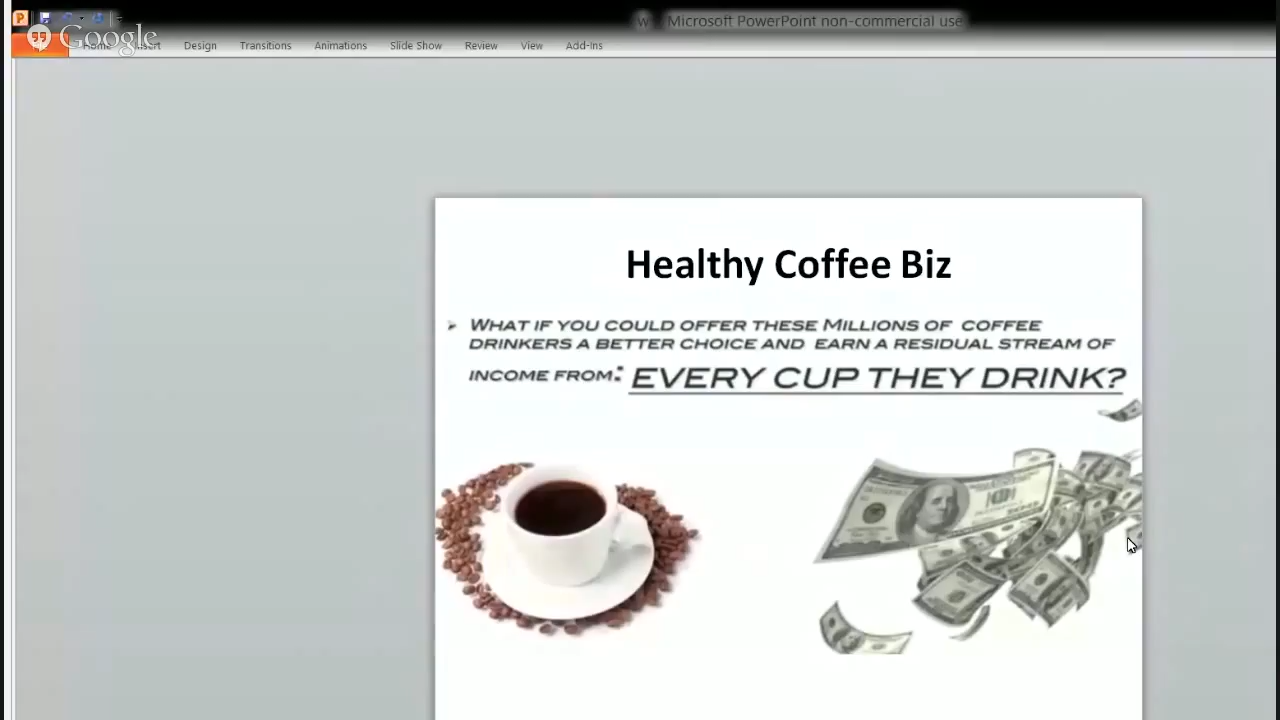 Microsoft PowerPoint non-commercial use
Google
Design Transitions Animations Slide Show Review View Add-Ins
Healthy Coffee Biz
WHAT IF YOU COULD OFFER THESE MILLIONS OF COFFEE
DRINKERS A BETTER CHOICE AND EARN A RESIDUAL STREAM OF
INCOME FROM: EVERY CUP THEY DRINK?